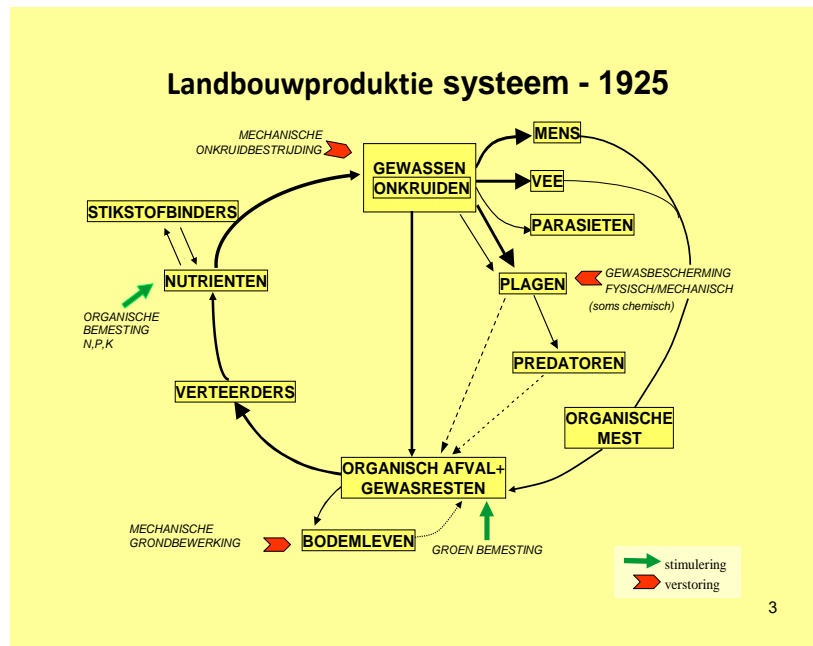 Landbouwproduktie systeem - 1925
MECHANISCHE
ONKRUIDBESTRIJDING
GEWASSEN
ONKRUIDEN
MENS
VEE
PARASIETEN
STIKSTOFBINDERS
NUTRIENTEN
PLAGEN
GEWASBESCHERMING
FYSISCH/MECHANISCH
(soms chemisch)
ORGANISCHE
BEMESTING
N,P,K
PREDATOREN
VERTEERDERS
ORGANISCHE
MEST
ORGANISCH AFVAL+
GEWASRESTEN
MECHANISCHE
GRONDBEWERKING
BODEMLEVEN
GROEN BEMESTING
stimulering
verstoring
3